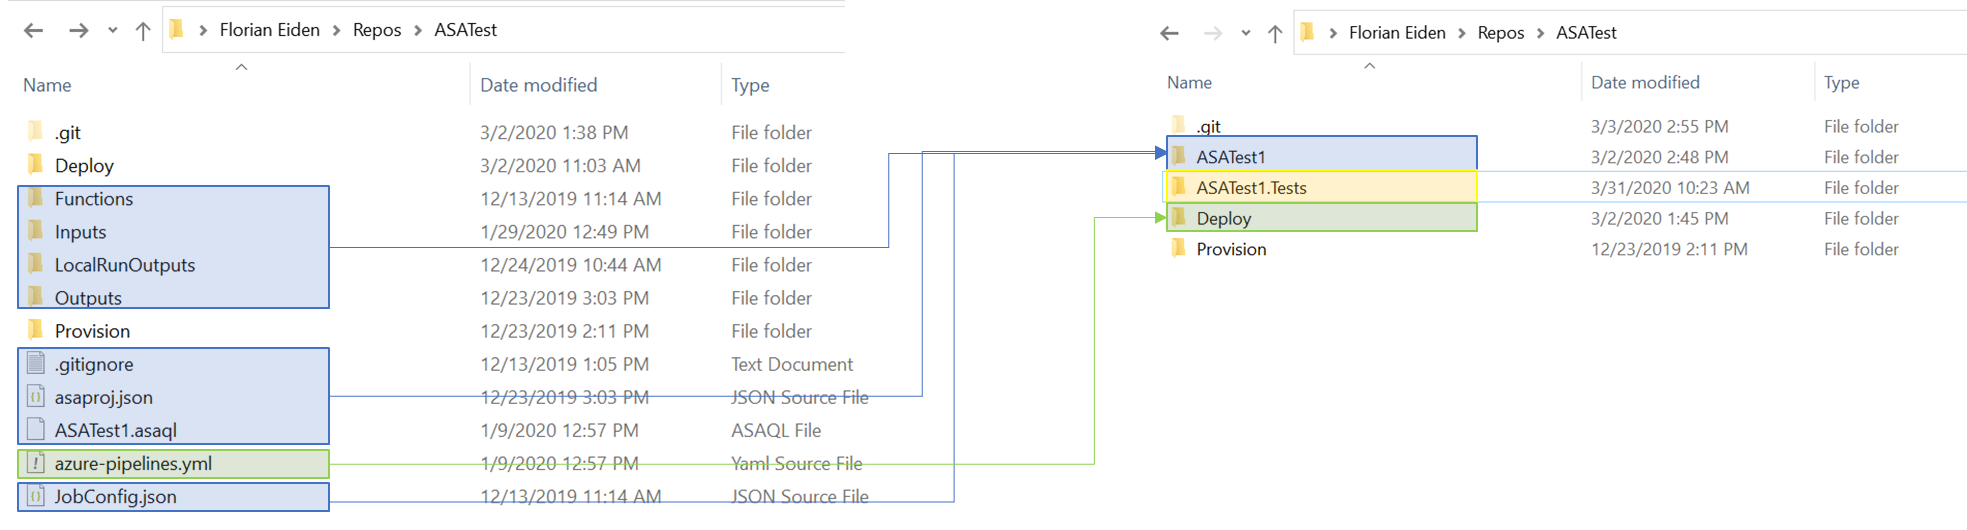 Florian Eiden > Repos > ASATest
Name Date modified Type
.git 3/2/2020 1:38 PM File folder
Deploy 3/2/2020 11:03 AM File folder
Functions 12/13/2019 11:14 AM File folder
Inputs 1/29/2020 12:49 PM File folder
LocalRunOutputs 12/24/2019 10:44 AM File folder
Outputs 12/23/2019 3:03 PM File folder
Provision 12/23/2019 2:11 PM File folder
.gitignore 12/13/2019 1:05 PM Text Document
asaproj.json 12/23/2019 3:03 PM JSON Source File
ASATest1.asaql 1/9/2020 12:57 PM ASAQL File
azure-pipelines.yml 1/9/2020 12:57 PM Yaml Source File
JobConfig.json 12/13/2019 11:14 AM JSON Source File
Florian Eiden > Repos > ASATest
Name Date modified Type
.git 3/3/2020 2:55 PM File folder
ASATest1 3/2/2020 2:48 PM File folder
ASATest1.Tests 3/31/2020 10:23 AM File folder
Deploy 3/2/2020 1:45 PM File folder
Provision 12/23/2019 2:11 PM File folder